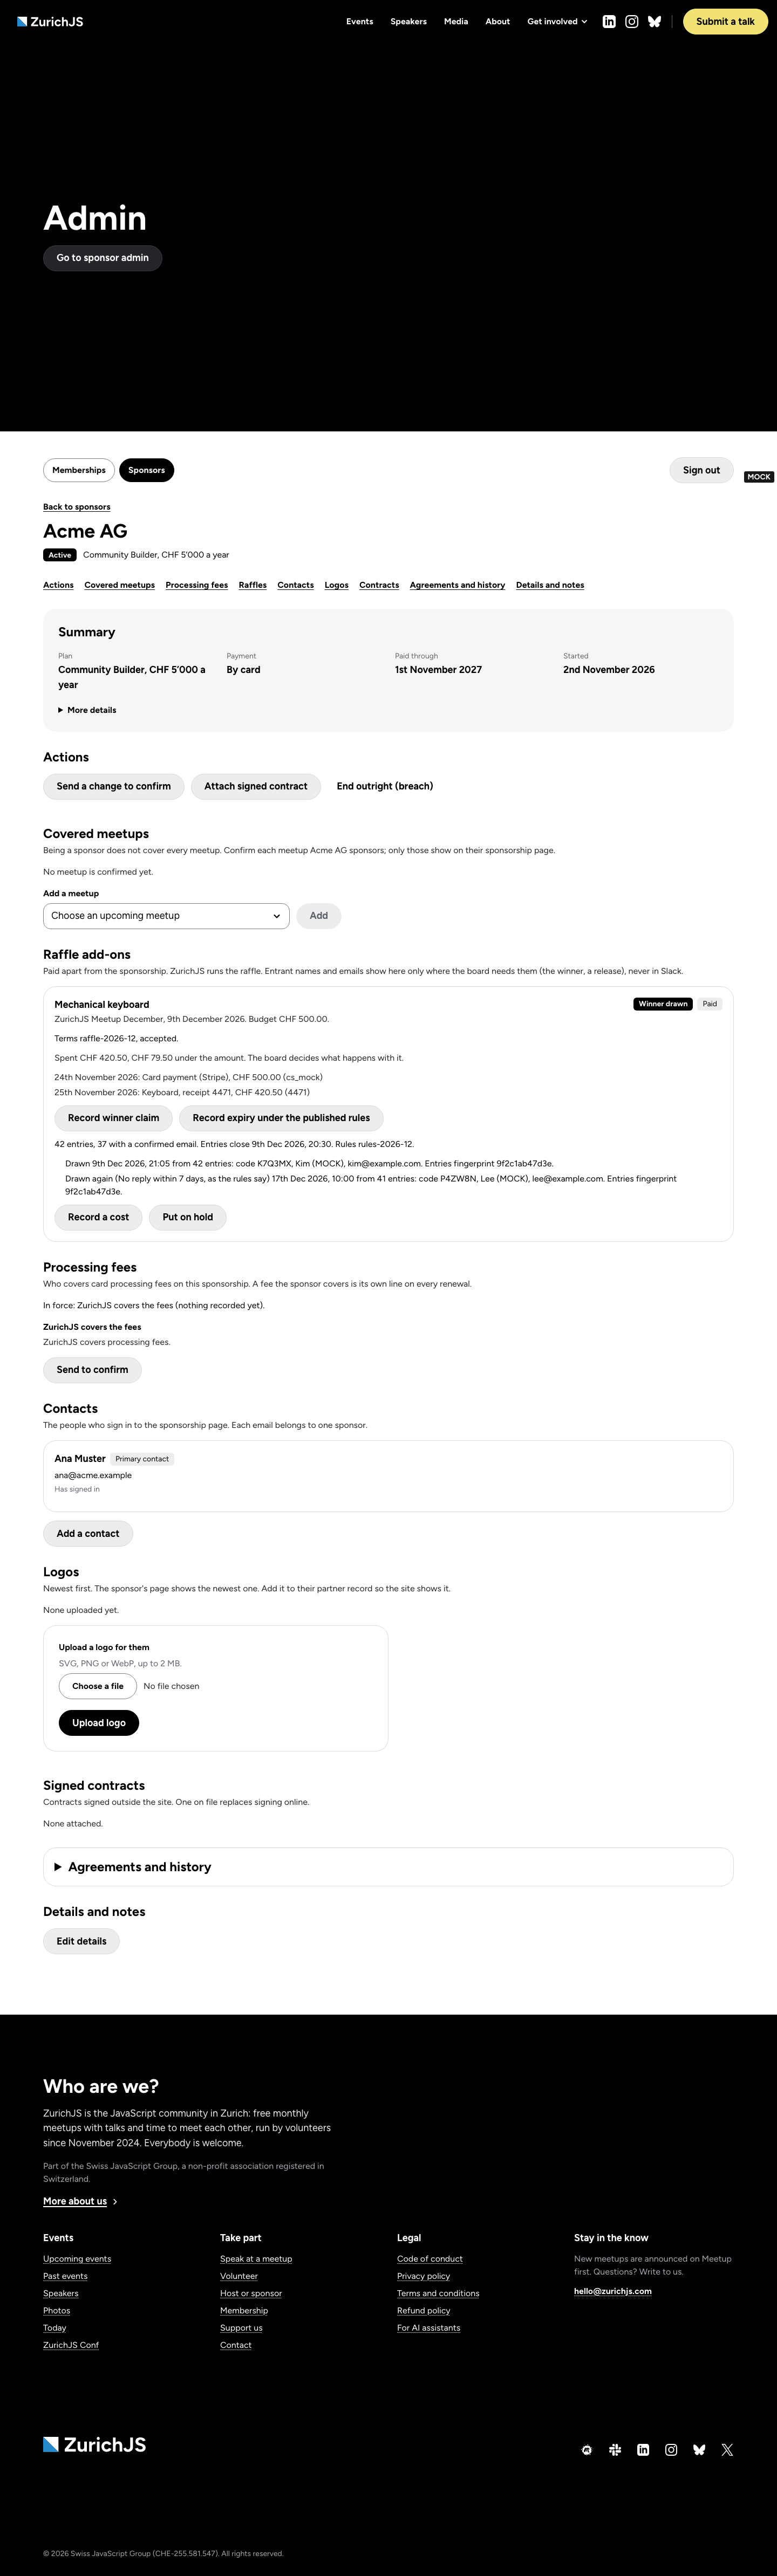 ZurichJS
Events
Speakers
Media
About
Get involved
Submit a talk
Admin
Go to sponsor admin
Memberships
Sponsors
Sign out
MOCK
Back to sponsors
Acme AG
Active
Community Builder, CHF 5’000 a year
Actions
Covered meetups
Processing fees
Raffles
Contacts
Logos
Contracts
Agreements and history
Details and notes
Summary
Plan
Community Builder, CHF 5’000 a
year
Payment
By card
Paid through
1st November 2027
Started
2nd November 2026
More details
Actions
Send a change to confirm
Attach signed contract
End outright (breach)
Covered meetups
Being a sponsor does not cover every meetup. Confirm each meetup Acme AG sponsors; only those show on their sponsorship page.
No meetup is confirmed yet.
Add a meetup
Choose an upcoming meetup
Add
Raffle add-ons
Paid apart from the sponsorship. ZurichJS runs the raffle. Entrant names and emails show here only where the board needs them (the winner, a release), never in Slack.
Mechanical keyboard
Winner drawn
Paid
ZurichJS Meetup December, 9th December 2026. Budget CHF 500.00.
Terms raffle-2026-12, accepted.
Spent CHF 420.50, CHF 79.50 under the amount. The board decides what happens with it.
24th November 2026: Card payment (Stripe), CHF 500.00 (cs_mock)
25th November 2026: Keyboard, receipt 4471, CHF 420.50 (4471)
Record winner claim
Record expiry under the published rules
42 entries, 37 with a confirmed email. Entries close 9th Dec 2026, 20:30. Rules rules-2026-12.
Drawn 9th Dec 2026, 21:05 from 42 entries: code K7Q3MX, Kim (MOCK), kim@example.com. Entries fingerprint 9f2c1ab47d3e.
Drawn again (No reply within 7 days, as the rules say) 17th Dec 2026, 10:00 from 41 entries: code P4ZW8N, Lee (MOCK), lee@example.com. Entries fingerprint
9f2c1ab47d3e.
Record a cost
Put on hold
Processing fees
Who covers card processing fees on this sponsorship. A fee the sponsor covers is its own line on every renewal.
In force: ZurichJS covers the fees (nothing recorded yet).
ZurichJS covers the fees
ZurichJS covers processing fees.
Send to confirm
Contacts
The people who sign in to the sponsorship page. Each email belongs to one sponsor.
Ana Muster
Primary contact
ana@acme.example
Has signed in
Add a contact
Logos
Newest first. The sponsor's page shows the newest one. Add it to their partner record so the site shows it.
None uploaded yet.
Upload a logo for them
SVG, PNG or WebP, up to 2 MB.
Choose a file
No file chosen
Upload logo
Signed contracts
Contracts signed outside the site. One on file replaces signing online.
None attached.
Agreements and history
Details and notes
Edit details
Who are we?
ZurichJS is the JavaScript community in Zurich: free monthly
meetups with talks and time to meet each other, run by volunteers
since November 2024. Everybody is welcome.
Part of the Swiss JavaScript Group, a non-profit association registered in
Switzerland.
More about us
Events
Upcoming events
Past events
Speakers
Photos
Today
ZurichJS Conf
Take part
Speak at a meetup
Volunteer
Host or sponsor
Membership
Support us
Contact
Legal
Code of conduct
Privacy policy
Terms and conditions
Refund policy
For AI assistants
Stay in the know
New meetups are announced on Meetup
first. Questions? Write to us.
hello@zurichjs.com
ZurichJS
© 2026 Swiss JavaScript Group (CHE-255.581.547). All rights reserved.